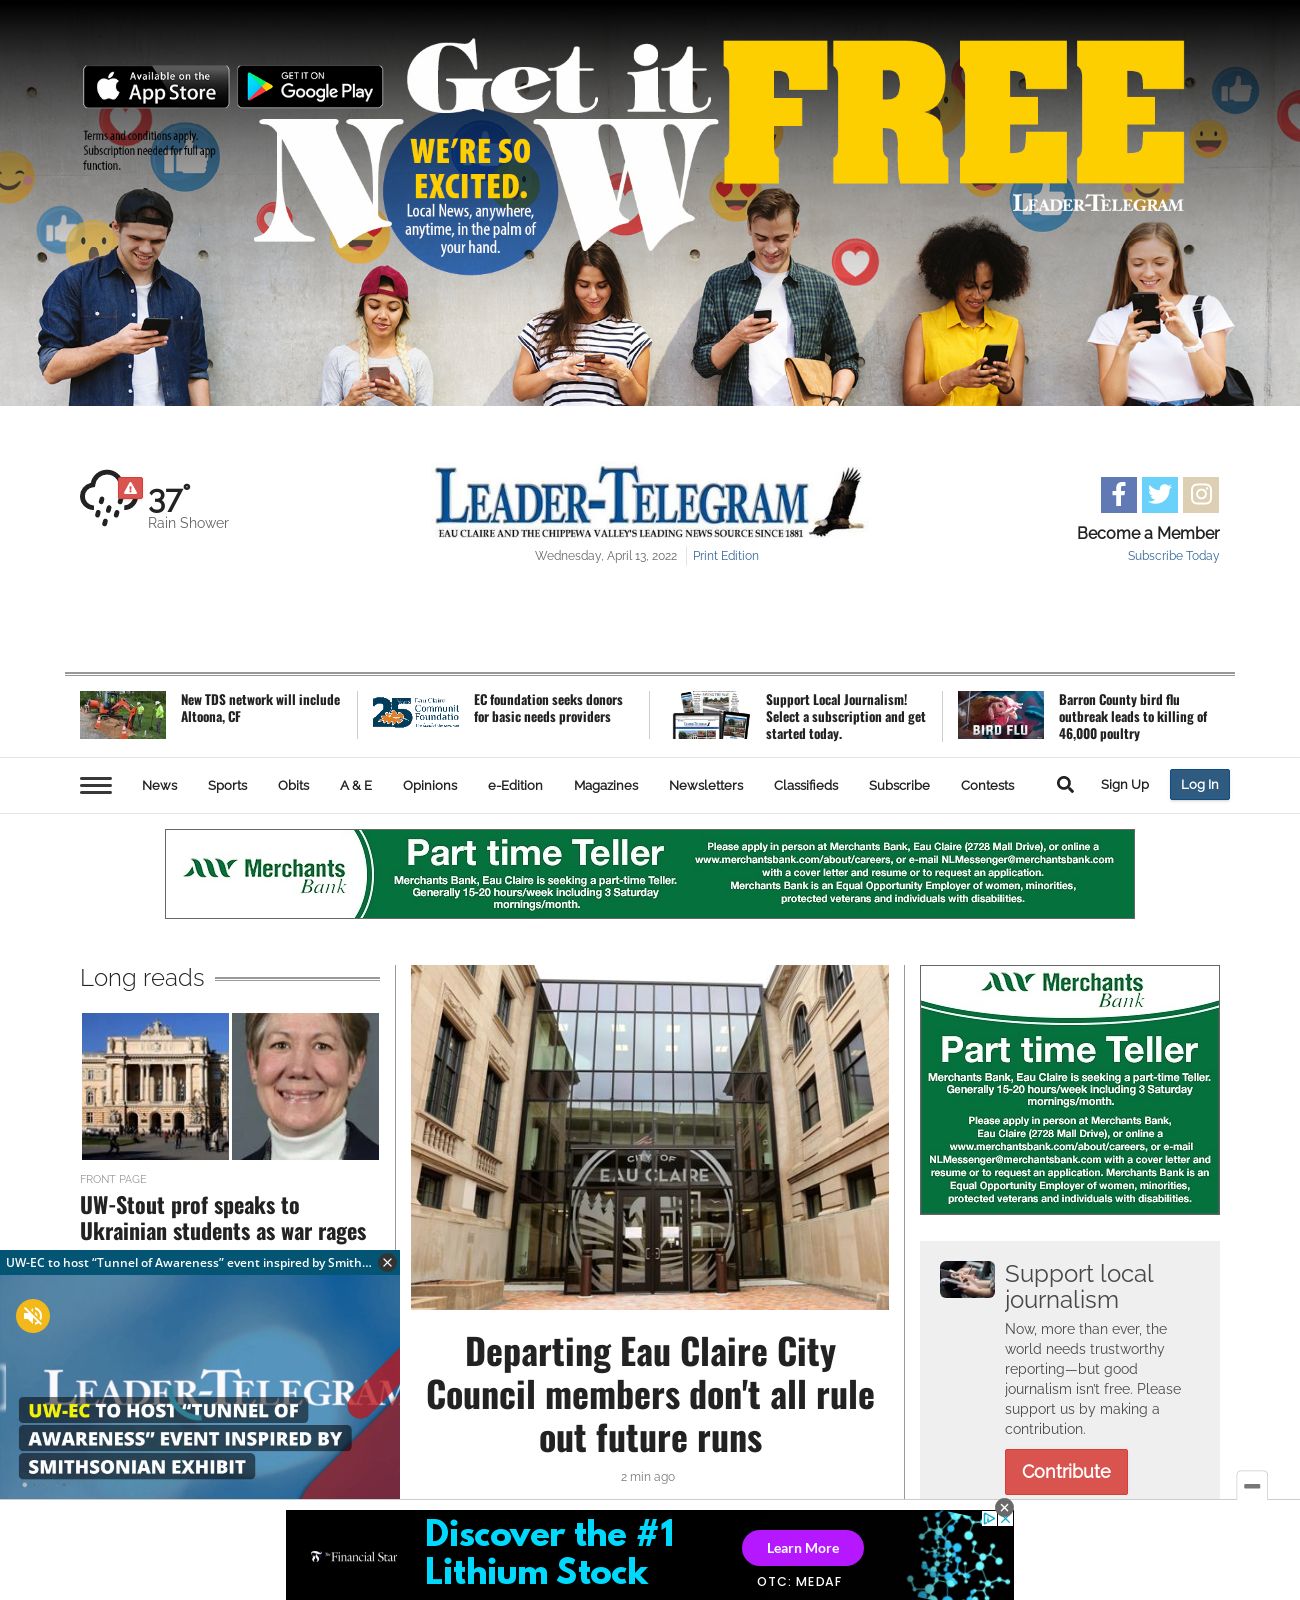 Get it
FREE
NOW
Available on the
App Store
GET IT ON
Google Play
Terms and conditions apply.
Subscription needed for full app
function.
WE'RE SO
EXCITED.
Local News, anywhere,
anytime, in the palm of
your hand.
LEADER-TELEGRAM
37°
Rain Shower
LEADER-TELEGRAM
EAU CLAIRE AND THE CHIPPEWA VALLEY'S LEADING NEWS SOURCE SINCE 1881
Wednesday, April 13, 2022
Print Edition
Become a Member
Subscribe Today
New TDS network will include
Altoona, CF
25
Eau Claire
Communit
Foundatio
EC foundation seeks donors
for basic needs providers
Support Local Journalism!
Select a subscription and get
started today.
BIRD FLU
Barron County bird flu
outbreak leads to killing of
46,000 poultry
News
Sports
Obits
A & E
Opinions
e-Edition
Magazines
Newsletters
Classifieds
Subscribe
Contests
Sign Up
Log In
Merchants
Bank
Part time Teller
Merchants Bank, Eau Claire is seeking a part-time Teller.
Generally 15-20 hours/week including 3 Saturday
mornings/month.
Please apply in person at Merchants Bank, Eau Claire (2728 Mall Drive), or online a
www.merchantsbank.com/about/careers, or e-mail NLMessenger@merchantsbank.com
with a cover letter and resume or to request an application.
Merchants Bank is an Equal Opportunity Employer of women, minorities,
protected veterans and individuals with disabilities.
Long reads
FRONT PAGE
UW-Stout prof speaks to
Ukrainian students as war rages
UW-EC to host “Tunnel of Awareness” event inspired by Smith...
LEADER-TELEGRAM
UW-EC TO HOST “TUNNEL OF
AWARENESS” EVENT INSPIRED BY
SMITHSONIAN EXHIBIT
CITY OF
EAU CLAIRE
Departing Eau Claire City
Council members don't all rule
out future runs
2 min ago
Merchants
Bank
Part time Teller
Merchants Bank, Eau Claire is seeking a part-time Teller.
Generally 15-20 hours/week including 3 Saturday
mornings/month.
Please apply in person at Merchants Bank,
Eau Claire (2728 Mall Drive), or online a
www.merchantsbank.com/about/careers, or e-mail
NLMessenger@merchantsbank.com with a cover letter and
resume or to request an application. Merchants Bank is an
Equal Opportunity Employer of women, minorities,
protected veterans and individuals with disabilities.
Support local
journalism
Now, more than ever, the
world needs trustworthy
reporting—but good
journalism isn't free. Please
support us by making a
contribution.
Contribute
The Financial Star
Discover the #1
Lithium Stock
Learn More
OTC: MEDAF